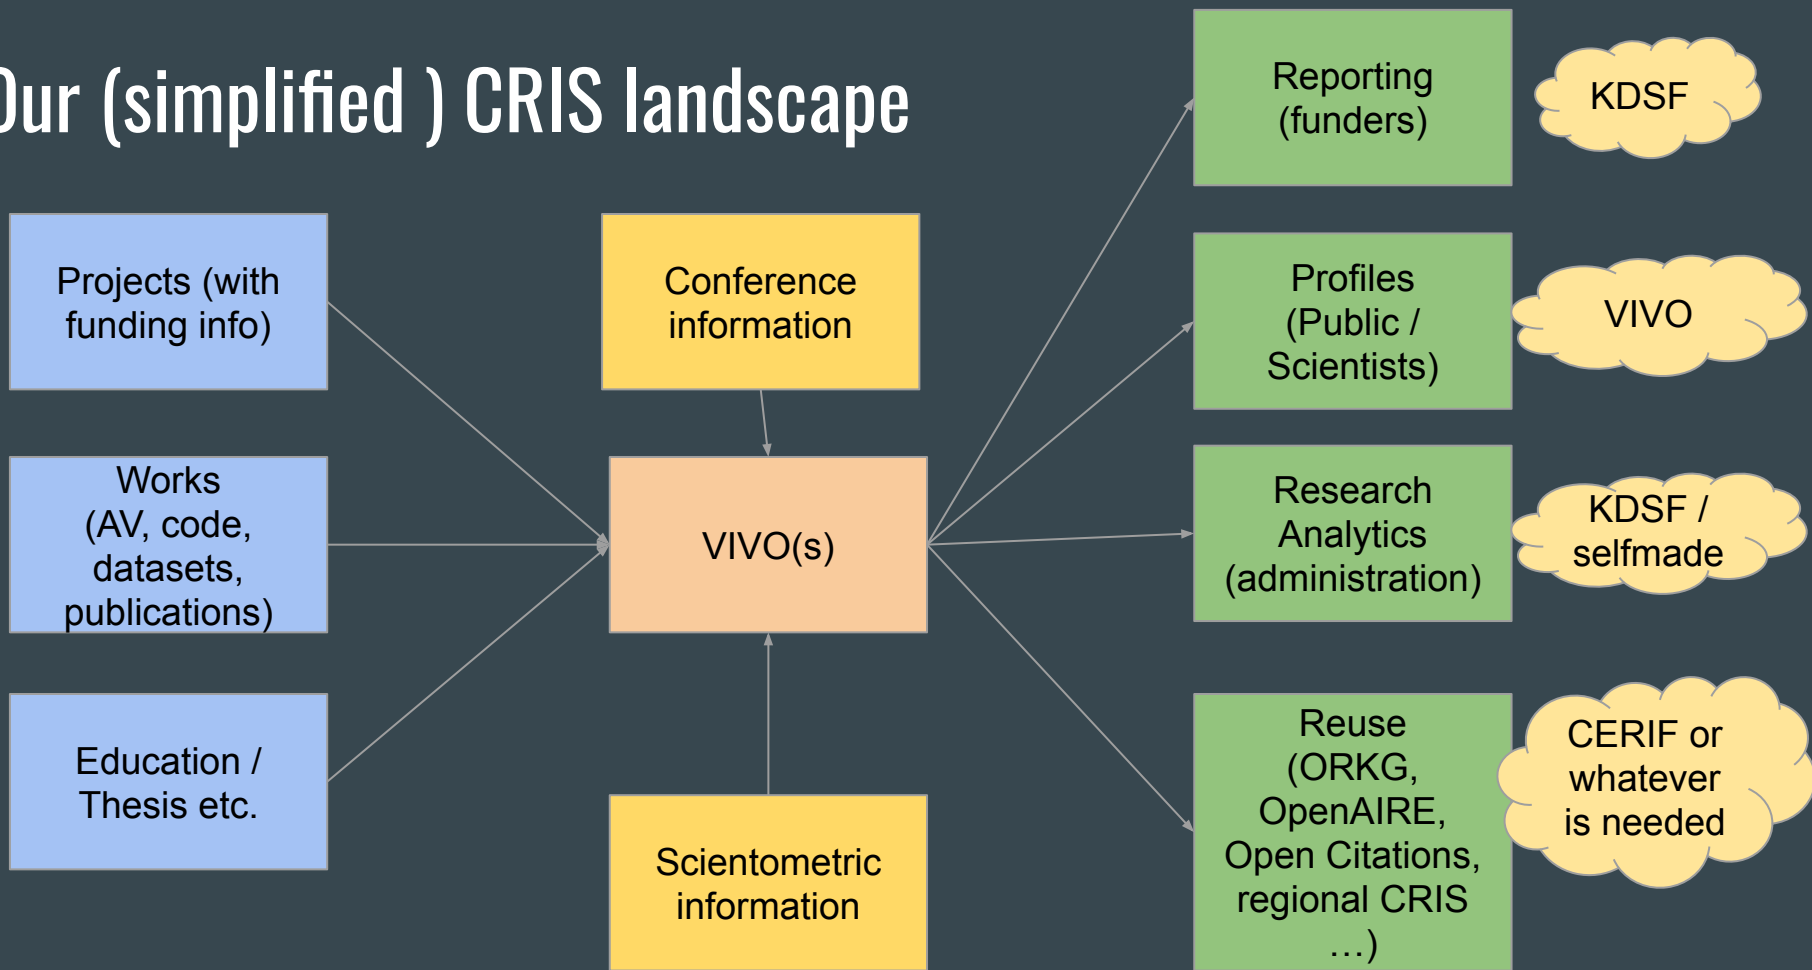 Our (simplified ) CRIS landscape
Reporting
(funders)
KDSF
Projects (with
funding info)
Conference
information
Profiles
(Public /
Scientists)
VIVO
Works
(AV, code,
datasets,
publications)
VIVO(s)
Research
Analytics
(administration)
KDSF /
selfmade
Education /
Thesis etc.
Scientometric
information
Reuse
(ORKG,
OpenAIRE,
Open Citations,
regional CRIS
…)
CERIF or
whatever
is needed